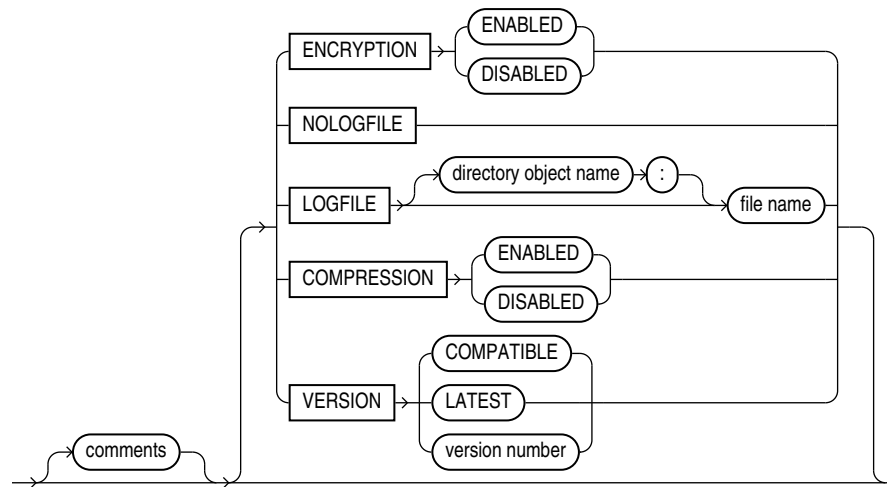 ENCRYPTION
ENABLED
DISABLED
NOLOGFILE
LOGFILE
directory object name
:
file name
COMPRESSION
ENABLED
DISABLED
VERSION
COMPATIBLE
LATEST
version number
comments